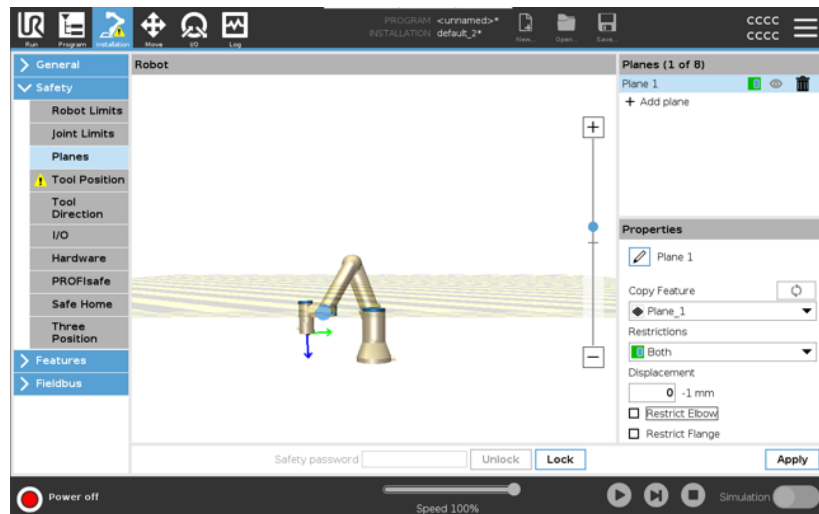 PROGRAM <unnamed>*
INSTALLATION default_2*
Run
Program
Installation
Move
I/O
Log
New...
Open...
Save...
CCCC
CCCC
General
Safety
Robot Limits
Joint Limits
Planes
Tool Position
Tool
Direction
I/O
Hardware
PROFIsafe
Safe Home
Three
Position
Features
Fieldbus
Robot
Planes (1 of 8)
Plane 1
+ Add plane
Properties
Plane 1
Copy Feature
Plane_1
Restrictions
Both
Displacement
0 -1 mm
Restrict Elbow
Restrict Flange
Safety password
Unlock
Lock
Apply
Power off
Speed 100%
Simulation